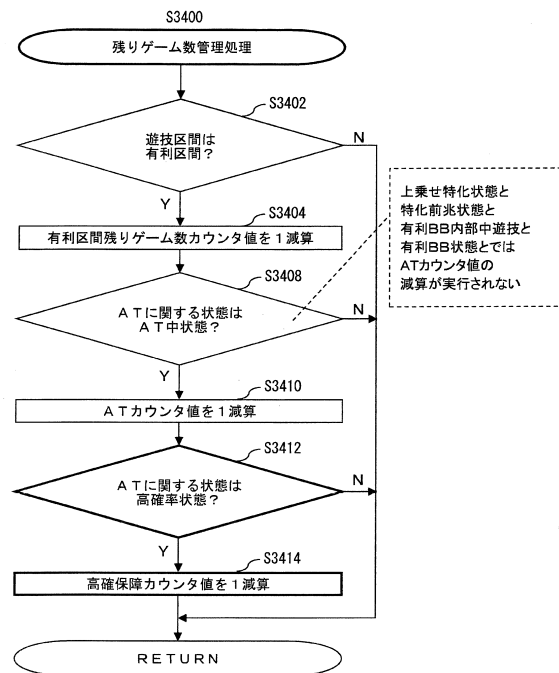 S3400
残りゲーム数管理処理
S3402
遊技区間は
有利区間?
N
Y
S3404
有利区間残りゲーム数カウンタ値を1減算
上乗せ特化状態と
特化前兆状態と
有利BB内部中遊技と
有利BB状態とでは
ATカウンタ値の
減算が実行されない
S3408
ATに関する状態は
AT中状態?
N
Y
S3410
ATカウンタ値を1減算
S3412
ATに関する状態は
高確率状態?
N
Y
S3414
高確保障カウンタ値を1減算
RETURN